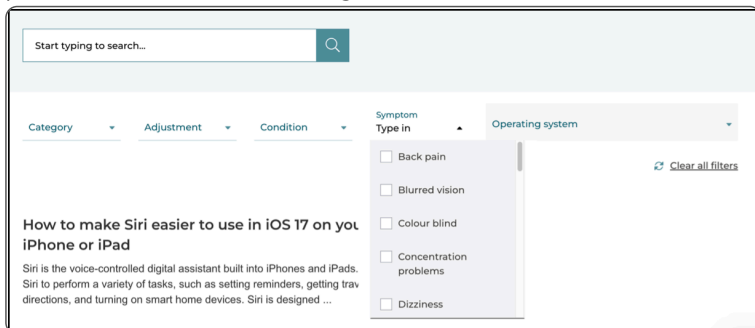 Start typing to search...
Category
Adjustment
Condition
Symptom
Type in
Operating system
Back pain
Blurred vision
Colour blind
Concentration
problems
Dizziness
Clear all filters
How to make Siri easier to use in iOS 17 on you
iPhone or iPad
Siri is the voice-controlled digital assistant built into iPhones and iPads.
Siri to perform a variety of tasks, such as setting reminders, getting trav
directions, and turning on smart home devices. Siri is designed ...